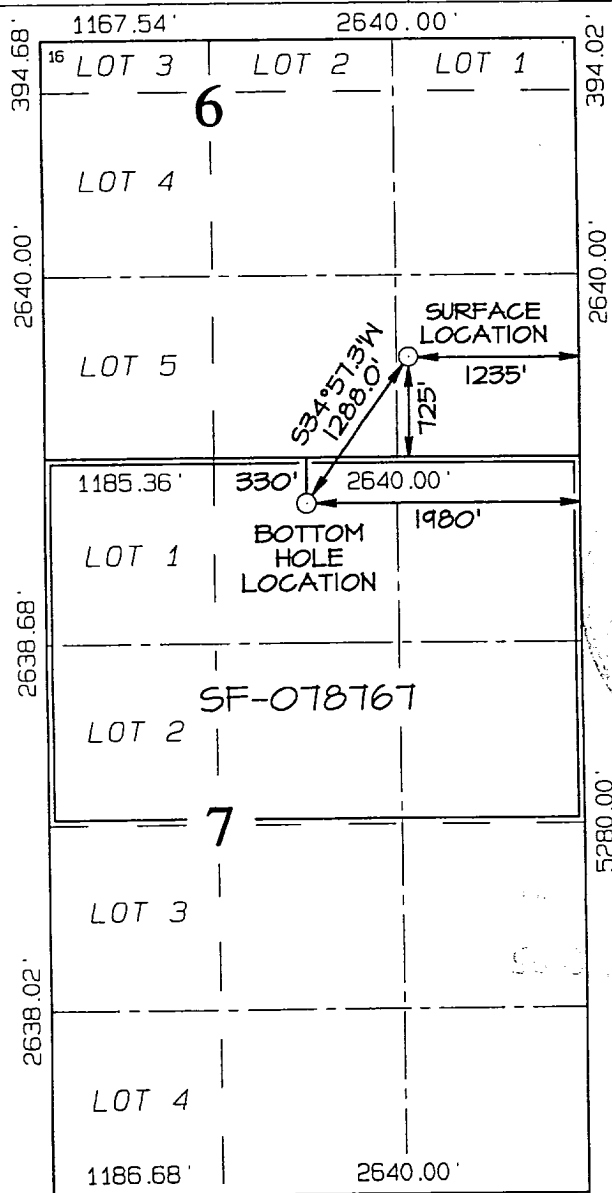 1167.54' 2640.00'
394.68' 16 LOT 3 LOT 2 LOT 1 394.02'
6
LOT 4
2640.00' 2640.00'
SURFACE
LOCATION
LOT 5 S34°57.3'W 1235'
1288.0' 725'
1185.36' 330' 2640.00'
1980'
BOTTOM
HOLE
LOCATION
LOT 1
2638.68'
SF-078767
LOT 2
7
5280.00'
LOT 3
2638.02'
LOT 4
1186.68' 2640.00'